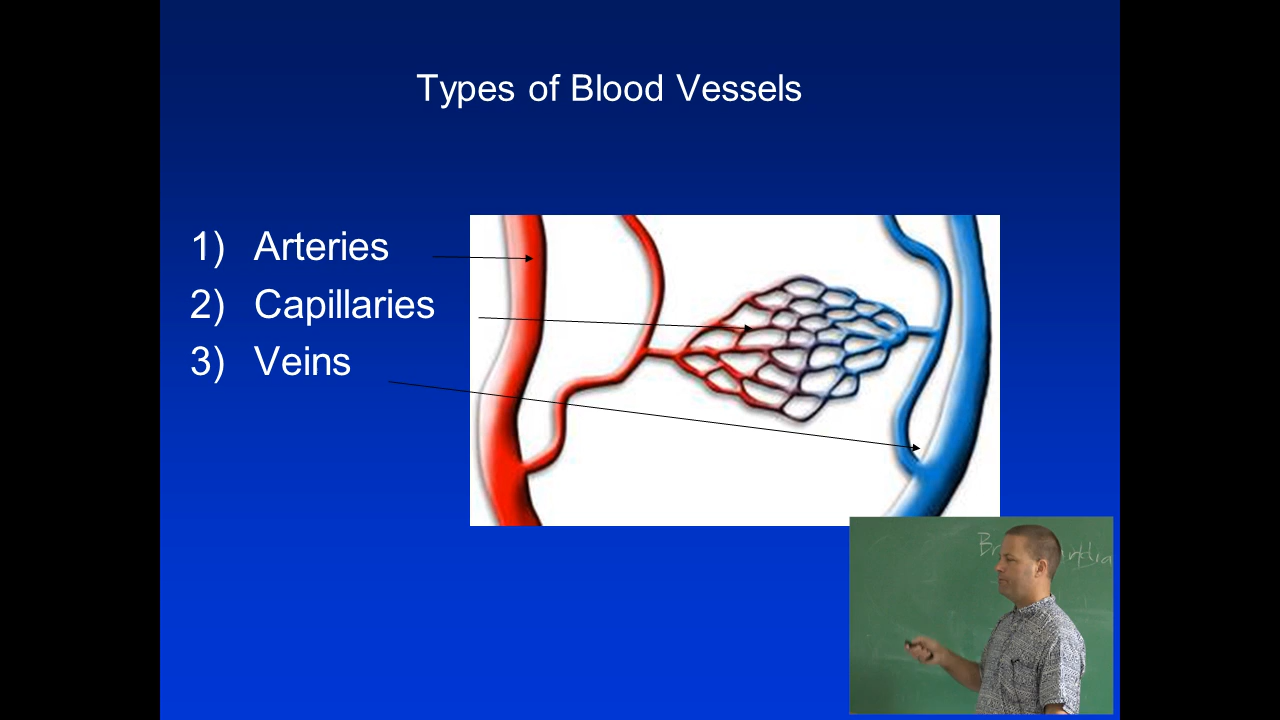 Types of Blood Vessels
1) Arteries
2) Capillaries
3) Veins